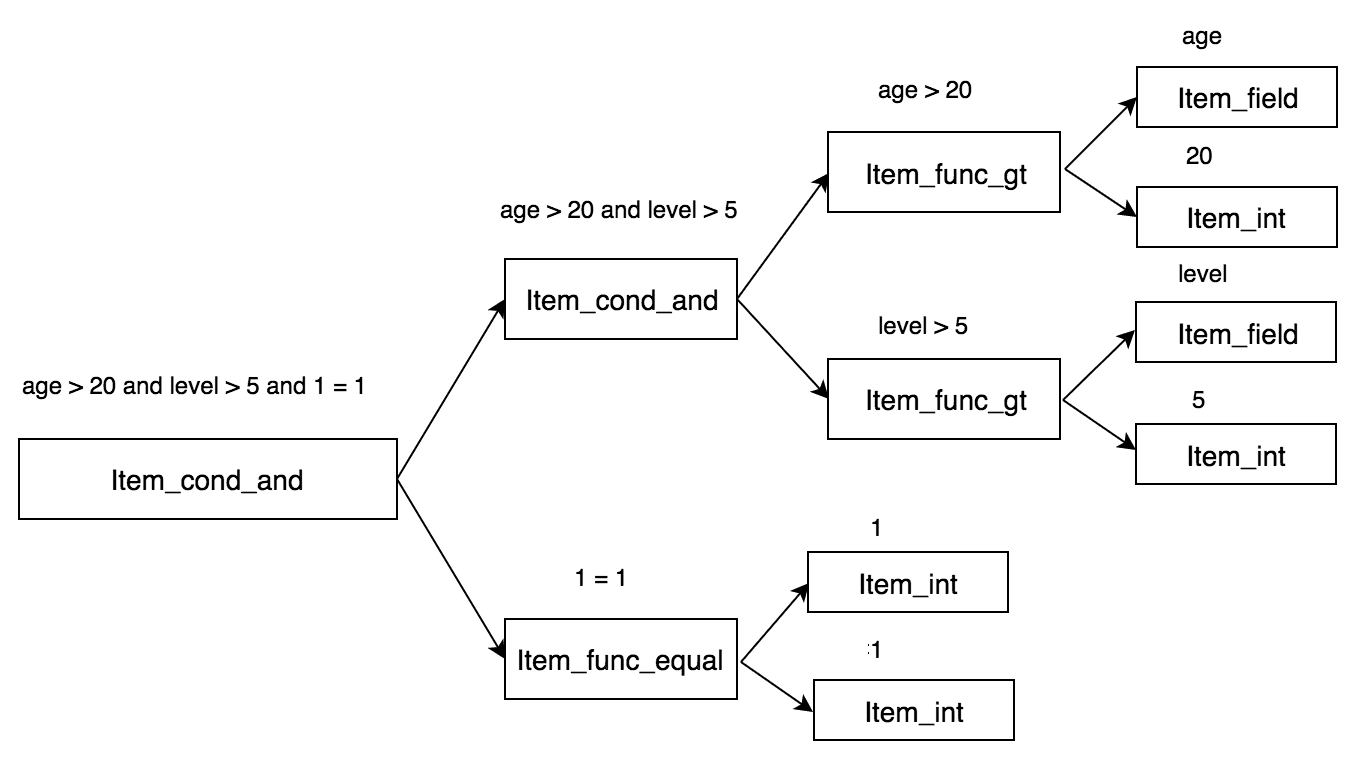 age
Item_field
age > 20
20
Item_func_gt
Item_int
age > 20 and level > 5
level
Item_cond_and
Item_field
level > 5
5
Item_func_gt
Item_int
age > 20 and level > 5 and 1 = 1
Item_cond_and
1
1 = 1
Item_int
:1
Item_func_equal
Item_int